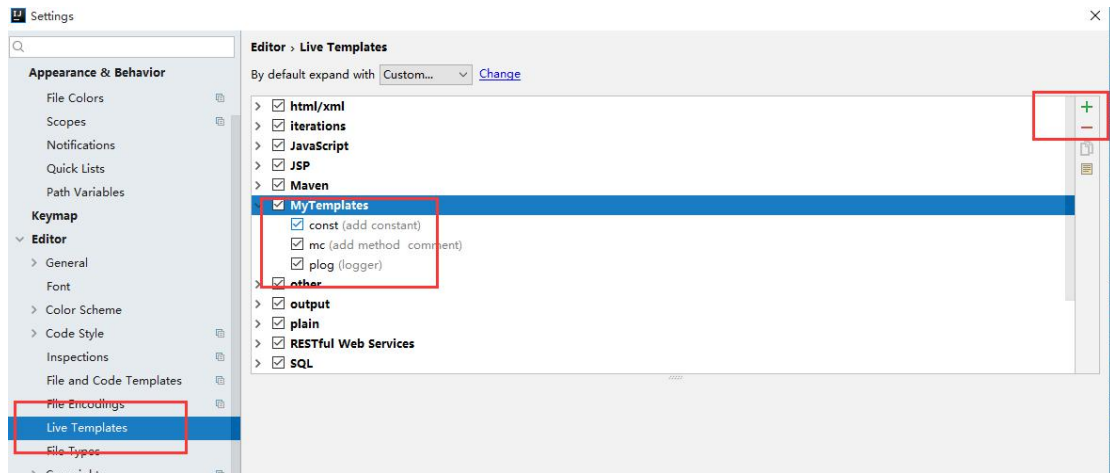 Settings
Appearance & Behavior
File Colors
Scopes
Notifications
Quick Lists
Path Variables
Keymap
Editor
General
Font
Color Scheme
Code Style
Inspections
File and Code Templates
File Encodings
Live Templates
File Types
Editor › Live Templates
By default expand with Custom... Change
html/xml
iterations
JavaScript
JSP
Maven
MyTemplates
const (add constant)
mc (add method comment)
plog (logger)
other
output
plain
RESTful Web Services
SQL